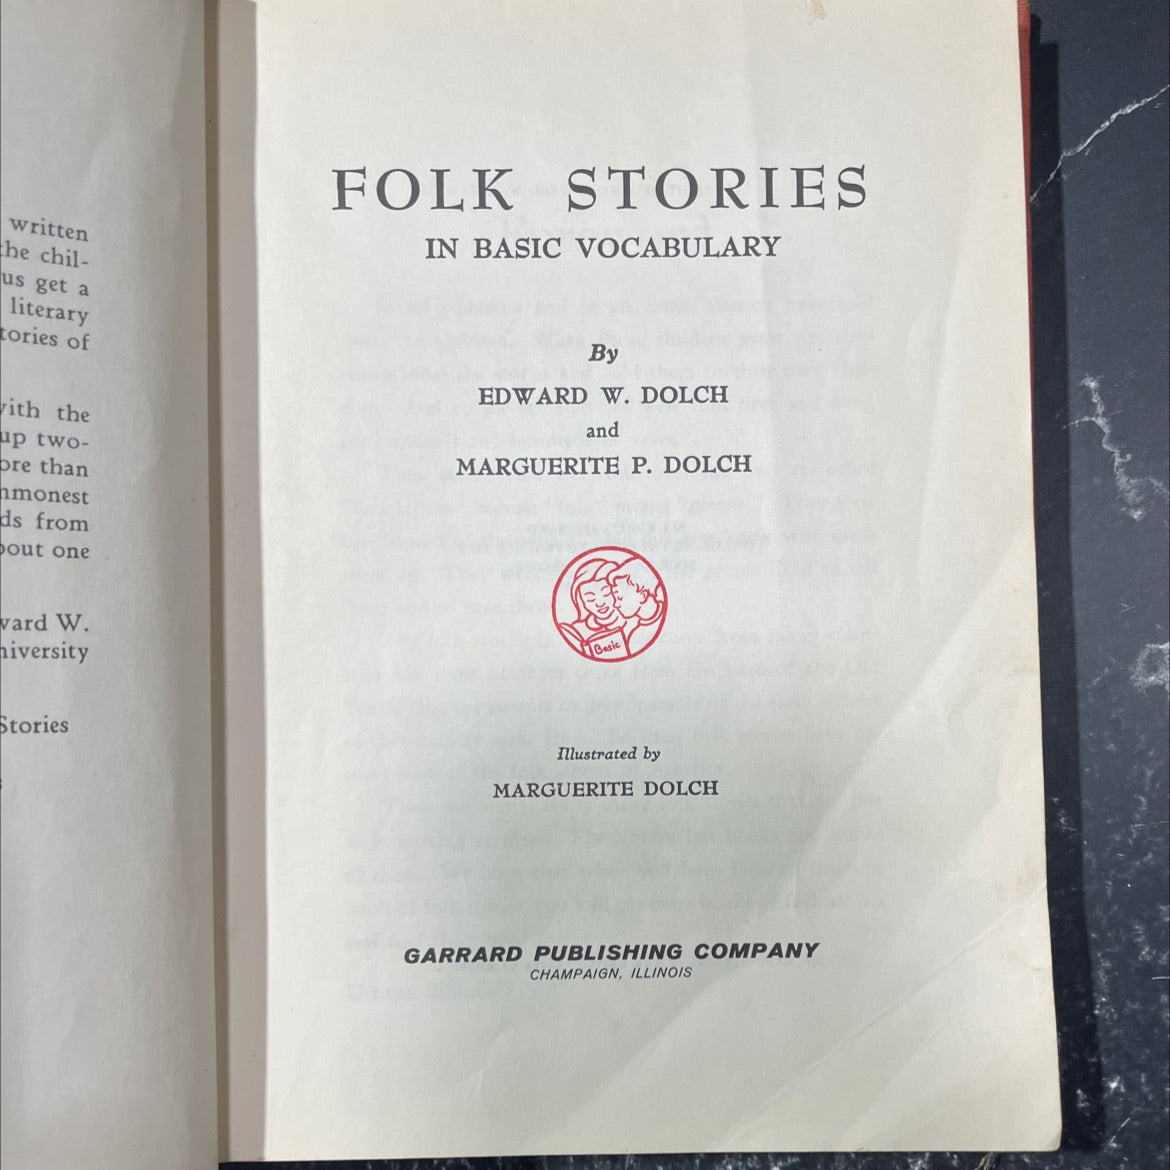 written
the chil-
us get a
literary
tories of
with the
up two-
ore than
nmonest
ds from
bout one
ward W.
niversity
Stories
FOLK STORIES
IN BASIC VOCABULARY
By
EDWARD W. DOLCH
and
MARGUERITE P. DOLCH
Basic
Illustrated by
MARGUERITE DOLCH
GARRARD PUBLISHING COMPANY
CHAMPAIGN, ILLINOIS